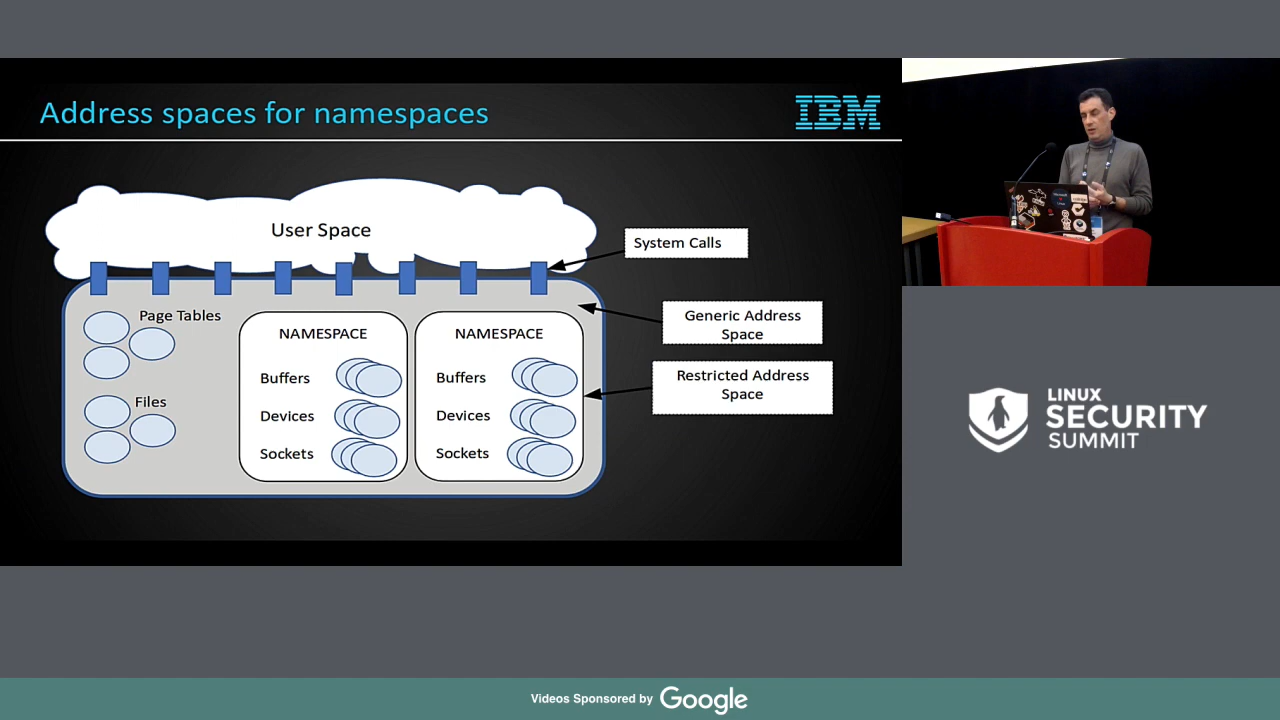 Address spaces for namespaces
IBM
User Space
System Calls
Page Tables
Generic Address
Space
NAMESPACE
NAMESPACE
Restricted Address
Space
Buffers
Buffers
Files
Devices
Devices
Sockets
Sockets
LINUX
SECURITY
SUMMIT
Videos Sponsored by Google